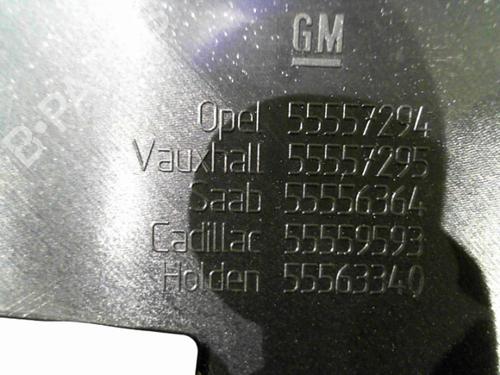 GM
Opel 55557294
Vauxhall 55557295
Saab 55556364
Cadillac 55559593
Holden 55563340